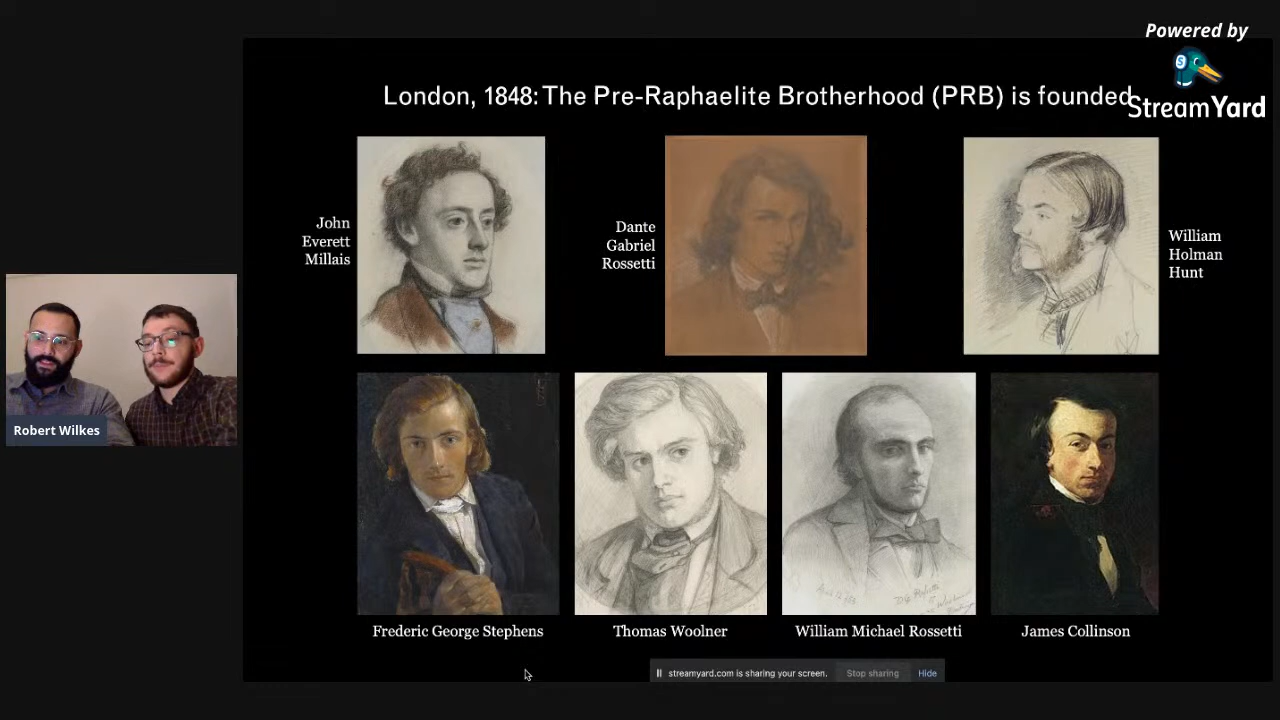 Powered by
StreamYard
London, 1848: The Pre-Raphaelite Brotherhood (PRB) is founded
John
Everett
Millais
Dante
Gabriel
Rossetti
William
Holman
Hunt
Robert Wilkes
Frederic George Stephens
Thomas Woolner
William Michael Rossetti
James Collinson
streamyard.com is sharing your screen.
Stop sharing
Hide